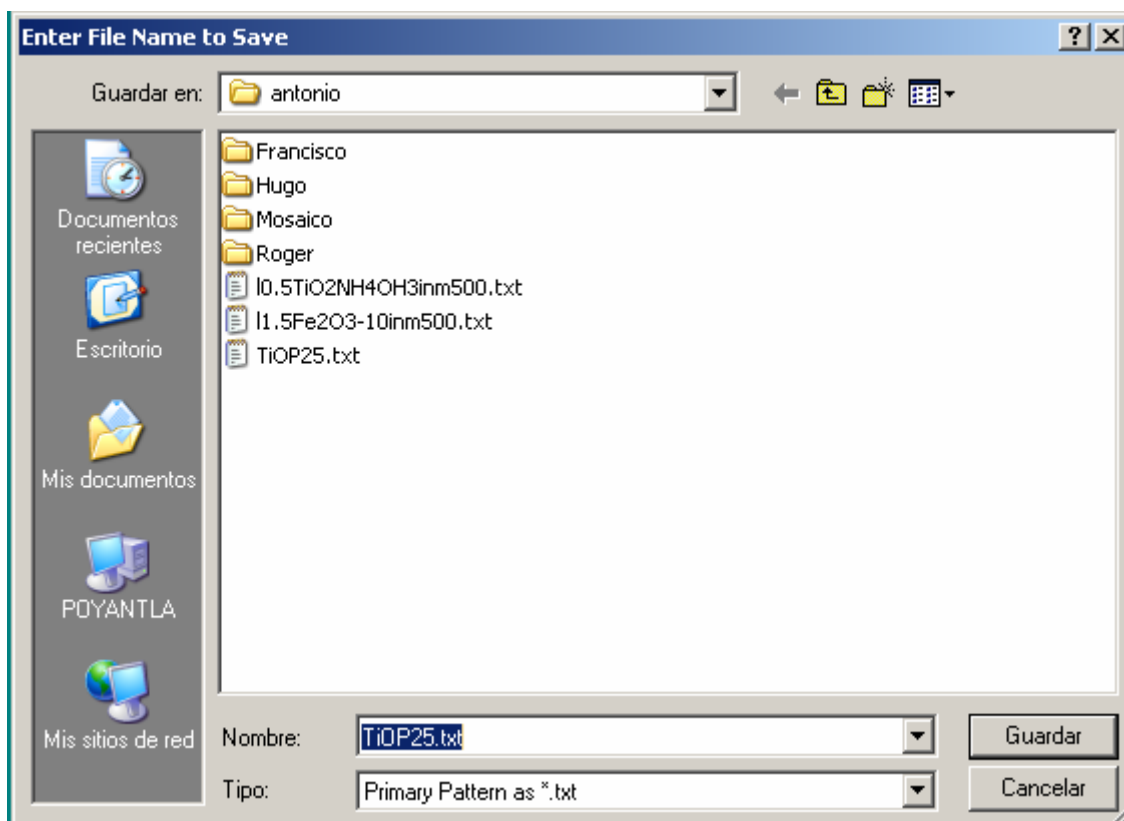 Enter File Name to Save
Guardar en:
antonio
Documentos
recientes
Escritorio
Mis documentos
POYANTLA
Mis sitios de red
Francisco
Hugo
Mosaico
Roger
l0.5TiO2NH4OH3inm500.txt
l1.5Fe2O3-10inm500.txt
TiOP25.txt
Nombre:
TiOP25.txt
Guardar
Tipo:
Primary Pattern as *.txt
Cancelar